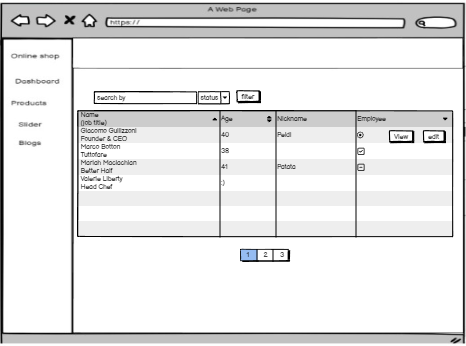 A Web Page
https://
Online shop
Dashboard
Products
Slider
Blogs
search by status filter
Name
(job title) Age Nickname Employee
Giacomo Guilizzoni
Founder & CEO 40 Peldi View edit
Marco Botton
Tuttofare 38
Mariah Maclachlan
Better Half 41 Patata
Valerie Liberty
Head Chef :)
1 2 3